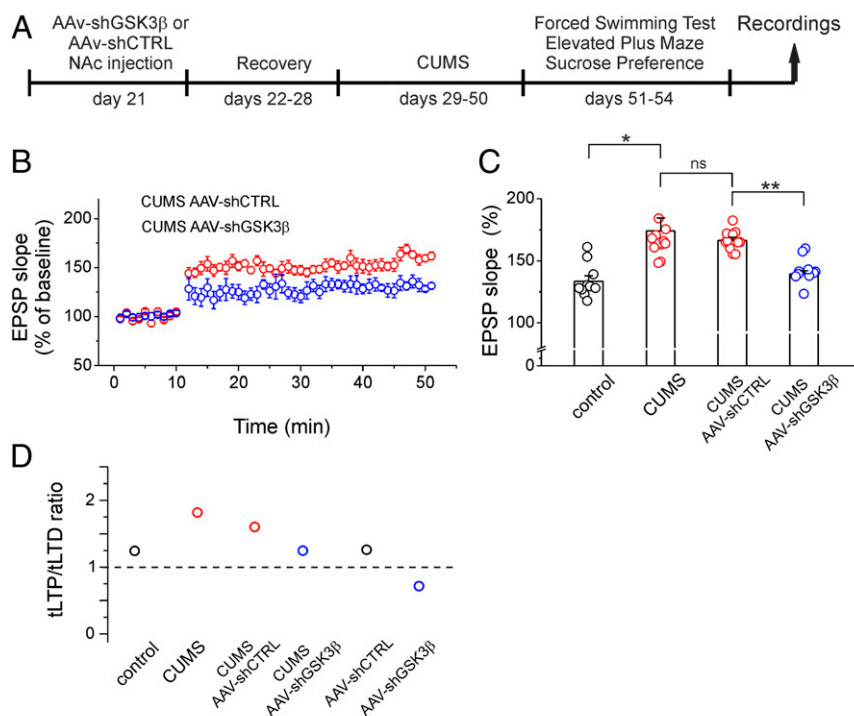 A
AAv-shGSK3β or
AAv-shCTRL
NAc injection
Recovery
CUMS
Forced Swimming Test
Elevated Plus Maze
Sucrose Preference
Recordings
day 21
days 22-28
days 29-50
days 51-54
B
CUMS AAV-shCTRL
CUMS AAV-shGSK3β
EPSP slope
(% of baseline)
200
150
100
50
0
10
20
30
40
50
Time (min)
C
*
ns
**
EPSP slope (%)
200
150
100
0
control
CUMS
CUMS
AAV-shCTRL
CUMS
AAV-shGSK3β
D
tLTP/tLTD ratio
2
1
0
control
CUMS
CUMS
AAV-shCTRL
CUMS
AAV-shGSK3β
AAV-shCTRL
AAV-shGSK3β